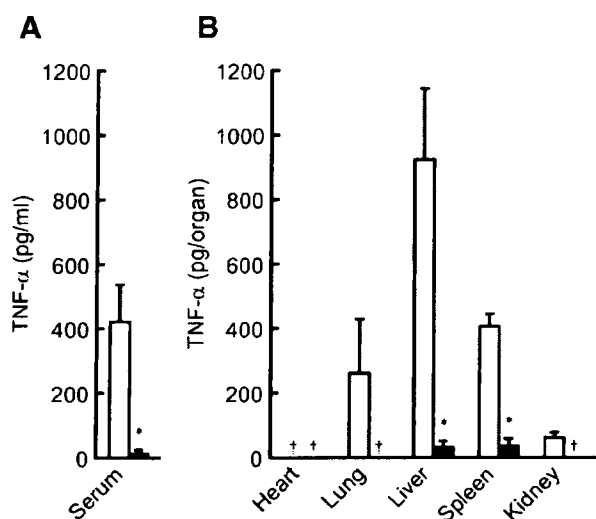 A
TNF-α (pg/ml)
1200
1000
800
600
400
200
0
*
Serum
B
TNF-α (pg/organ)
1200
1000
800
600
400
200
0
† † † * * †
Heart
Lung
Liver
Spleen
Kidney